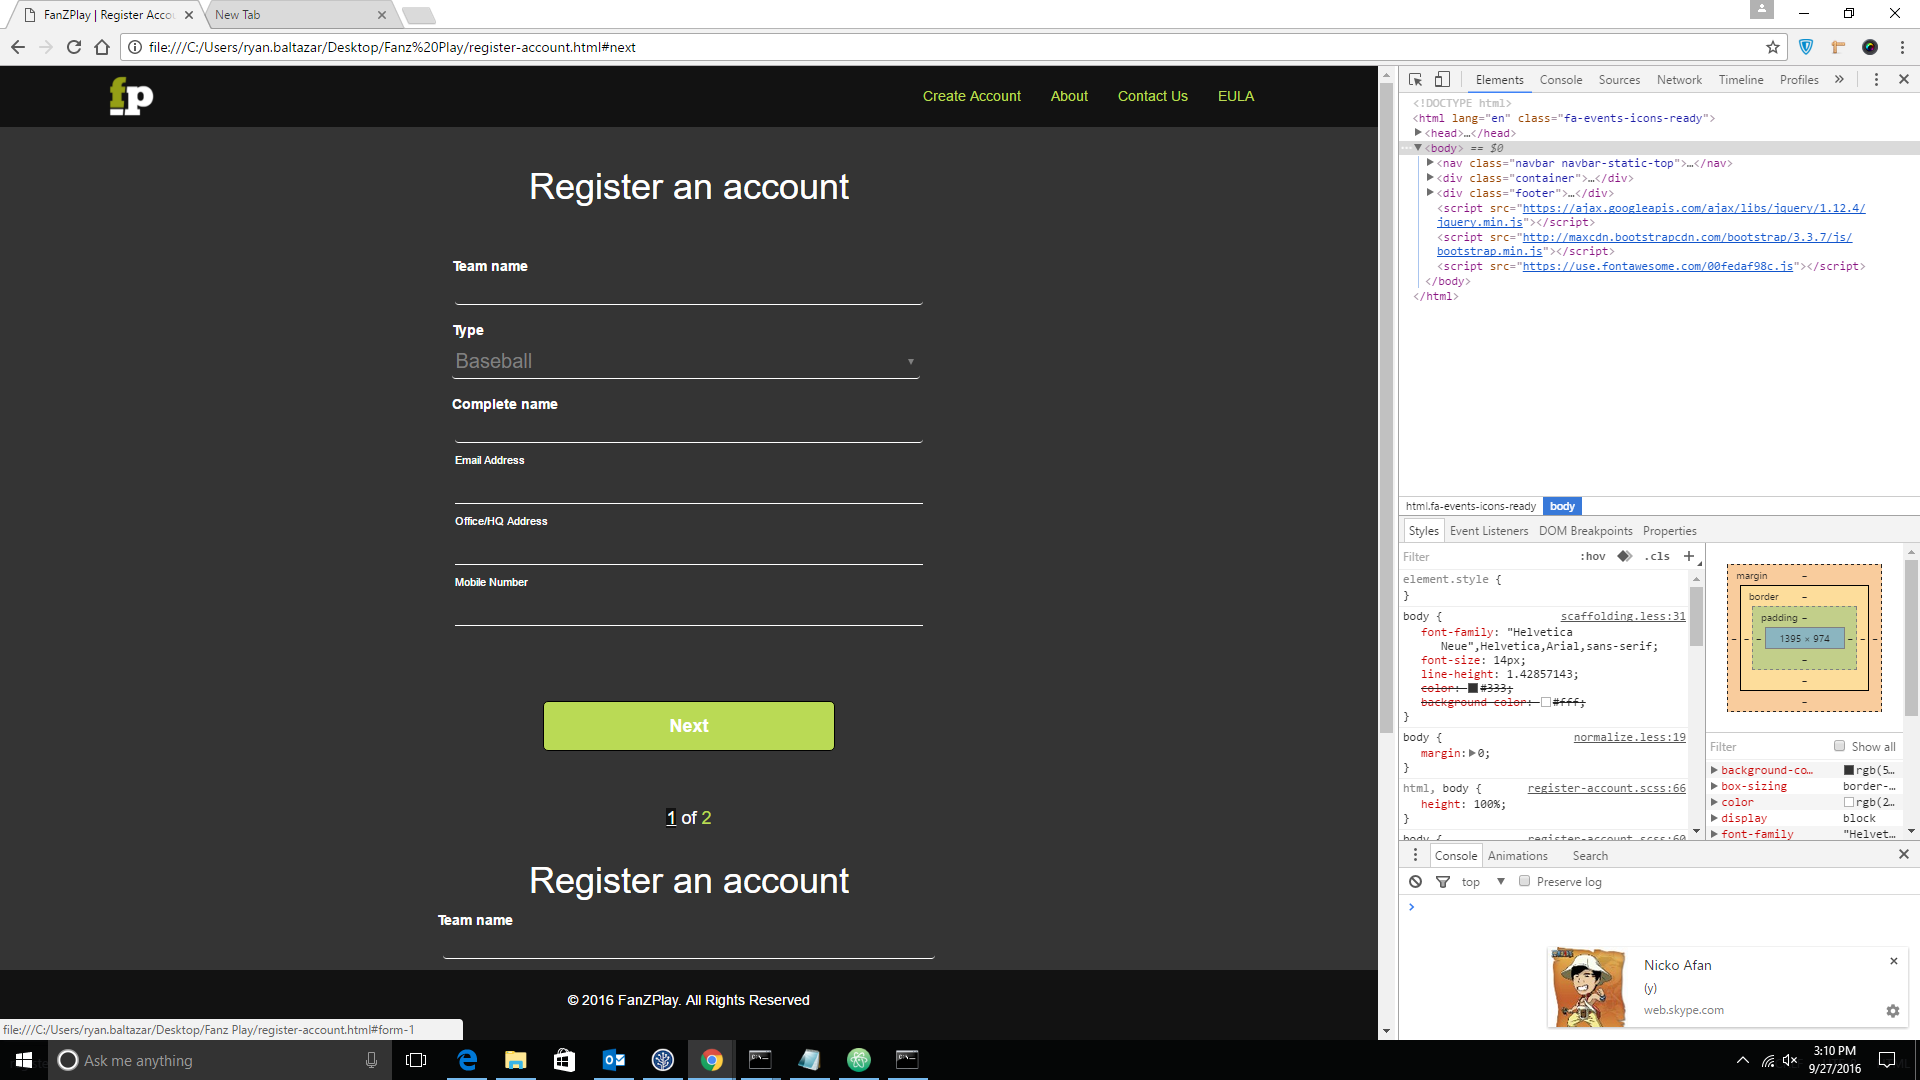 FanZPlay | Register Acco
New Tab
file:///C:/Users/ryan.baltazar/Desktop/Fanz%20Play/register-account.html#next
fp
Create Account
About
Contact Us
EULA
Register an account
Team name
Type
Baseball
Complete name
Email Address
Office/HQ Address
Mobile Number
Next
1 of 2
Register an account
Team name
© 2016 FanZPlay. All Rights Reserved
file:///C:/Users/ryan.baltazar/Desktop/Fanz Play/register-account.html#form-1
Elements
Console
Sources
Network
Timeline
Profiles
»
<!DOCTYPE html>
<html lang="en" class="fa-events-icons-ready">
<head>…</head>
<body> == $0
<nav class="navbar navbar-static-top">…</nav>
<div class="container">…</div>
<div class="footer">…</div>
<script src="https://ajax.googleapis.com/ajax/libs/jquery/1.12.4/
jquery.min.js"></script>
<script src="http://maxcdn.bootstrapcdn.com/bootstrap/3.3.7/js/
bootstrap.min.js"></script>
<script src="https://use.fontawesome.com/00fedaf98c.js"></script>
</body>
</html>
html.fa-events-icons-ready
body
Styles
Event Listeners
DOM Breakpoints
Properties
Filter
:hov
.cls
+
element.style {
}
body {
scaffolding.less:31
font-family: "Helvetica
Neue",Helvetica,Arial,sans-serif;
font-size: 14px;
line-height: 1.42857143;
color: #333;
background-color: #fff;
}
body {
normalize.less:19
margin: 0;
}
html, body {
register-account.scss:66
height: 100%;
}
body {
register-account.scss:60
margin –
border –
padding –
1395 × 974
Filter
Show all
background-co…
rgb(5…
box-sizing
border-…
color
rgb(2…
display
block
font-family
"Helvet…
Console
Animations
Search
top
Preserve log
Nicko Afan
(y)
web.skype.com
Ask me anything
3:10 PM
9/27/2016